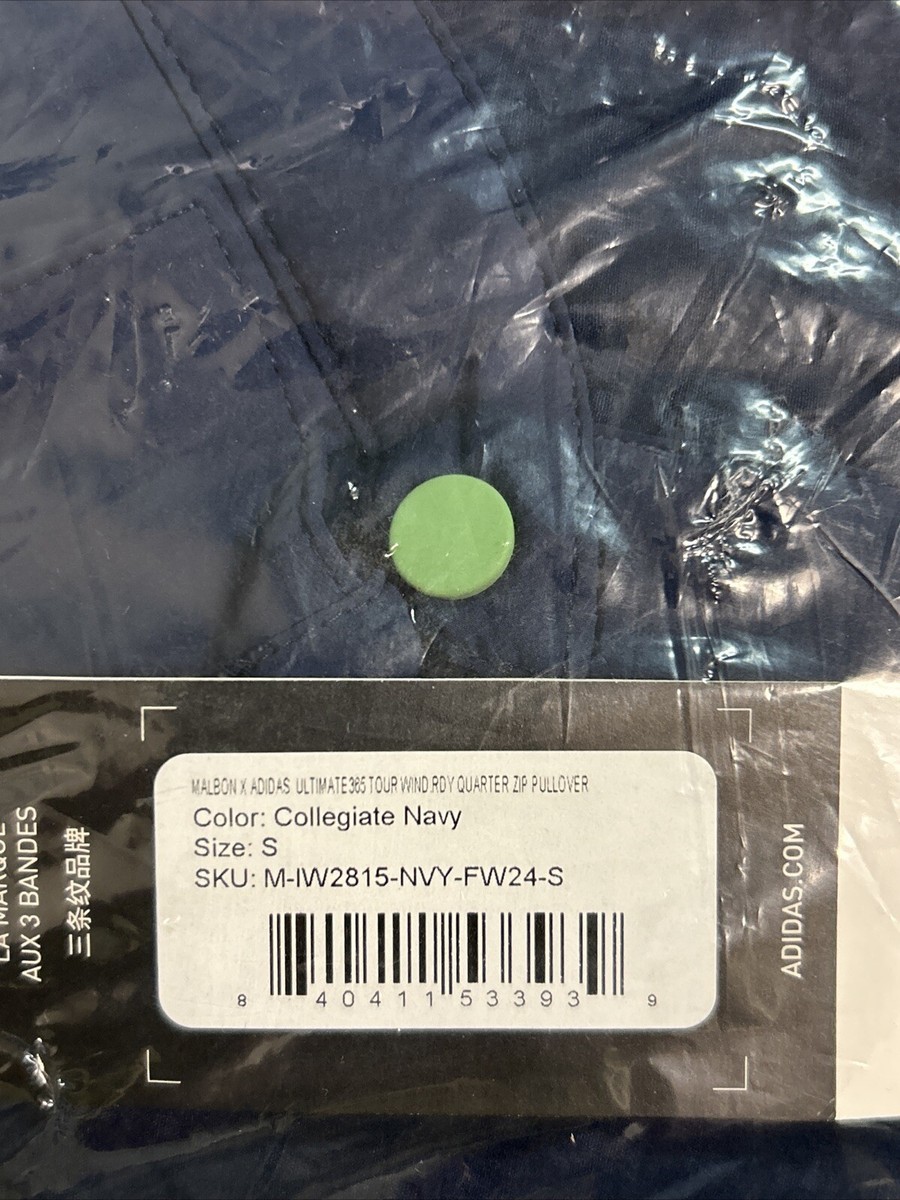 MALBON X ADIDAS ULTIMATE365 TOUR WIND.RDY QUARTER ZIP PULLOVER
Color: Collegiate Navy
Size: S
SKU: M-IW2815-NVY-FW24-S
8 40411 53393 9
LA MARQUE
AUX 3 BANDES
三条纹品牌
ADIDAS.COM